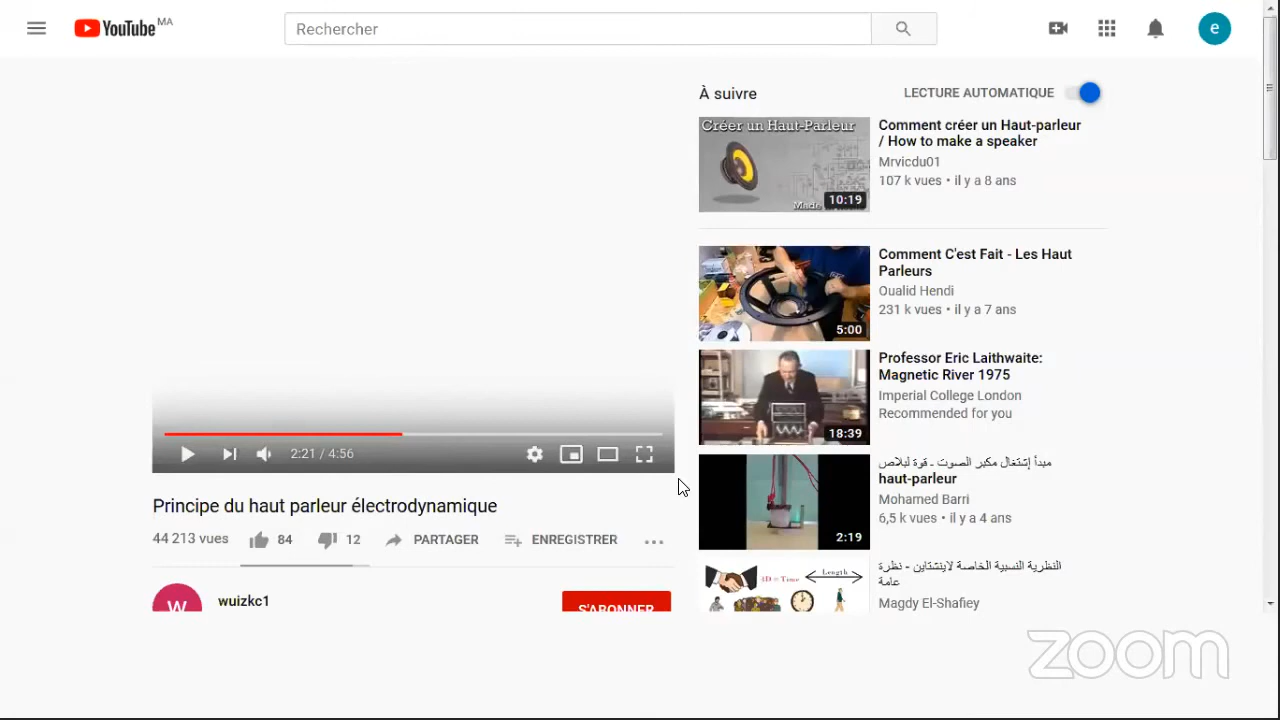 YouTube MA
Rechercher
e
À suivre
LECTURE AUTOMATIQUE
Créer un Haut-Parleur
10:19
Comment créer un Haut-parleur
/ How to make a speaker
Mrvicdu01
107 k vues • il y a 8 ans
5:00
Comment C'est Fait - Les Haut
Parleurs
Oualid Hendi
231 k vues • il y a 7 ans
18:39
Professor Eric Laithwaite:
Magnetic River 1975
Imperial College London
Recommended for you
2:19
مبدأ إشتغال مكبر الصوت ـ قوة لبلاص
haut-parleur
Mohamed Barri
6,5 k vues • il y a 4 ans
4D = Time
Length
النظرية النسبية الخاصة لاينشتاين - نظرة
عامة
Magdy El-Shafiey
2:21 / 4:56
Principe du haut parleur électrodynamique
44 213 vues
84
12
PARTAGER
ENREGISTRER
W
wuizkc1
S'ABONNER
zoom